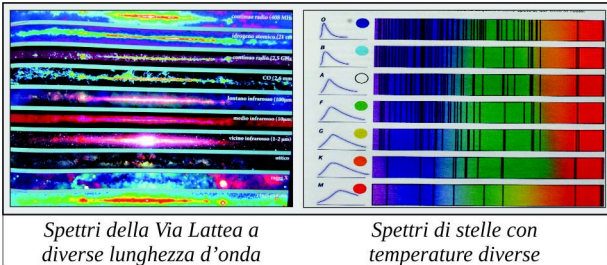 continuo radio (408 MHz)
idrogeno atomico (21 cm)
continuo radio (2,5 GHz)
CO (2,6 mm)
lontano infrarosso (100µm)
medio infrarosso (10µm)
vicino infrarosso (1-2 µm)
ottico
raggi X
O
B
A
F
G
K
M
Spettri della Via Lattea a
diverse lunghezza d'onda
Spettri di stelle con
temperature diverse